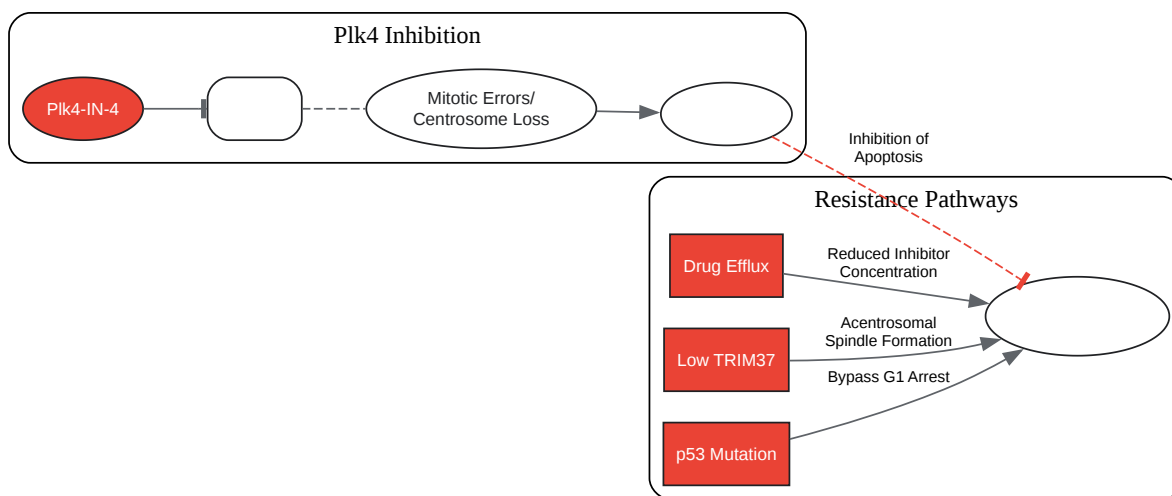 Plk4 Inhibition
Plk4-IN-4
Mitotic Errors/
Centrosome Loss
Inhibition of
Apoptosis
Resistance Pathways
Drug Efflux
Reduced Inhibitor
Concentration
Low TRIM37
Acentrosomal
Spindle Formation
Bypass G1 Arrest
p53 Mutation